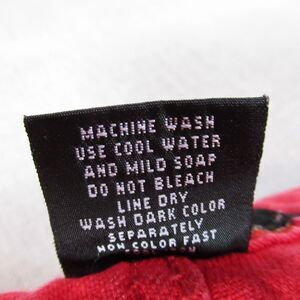 MACHINE WASH
USE COOL WATER
AND MILD SOAP
DO NOT BLEACH
LINE DRY
WASH DARK COLOR
SEPARATELY
NON COLOR FAST